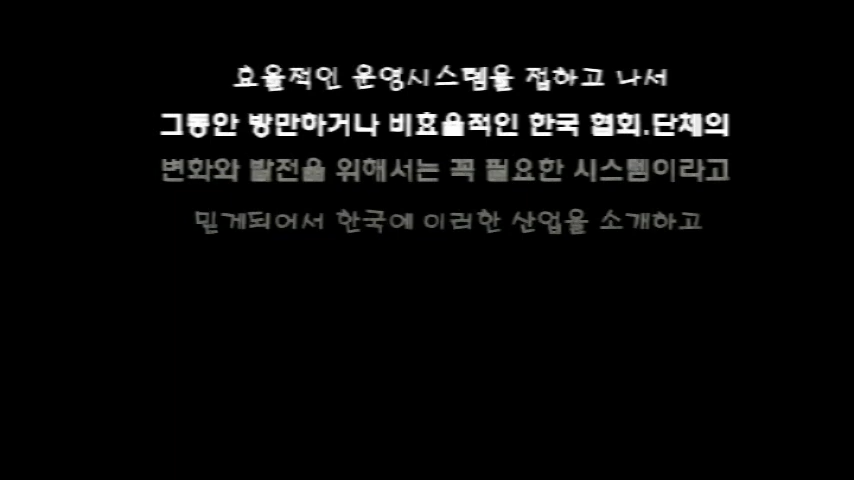 효율적인 운영시스템을 접하고 나서
그동안 방만하거나 비효율적인 한국 협회.단체의
변화와 발전을 위해서는 꼭 필요한 시스템이라고
믿게되어서 한국에 이러한 산업을 소개하고